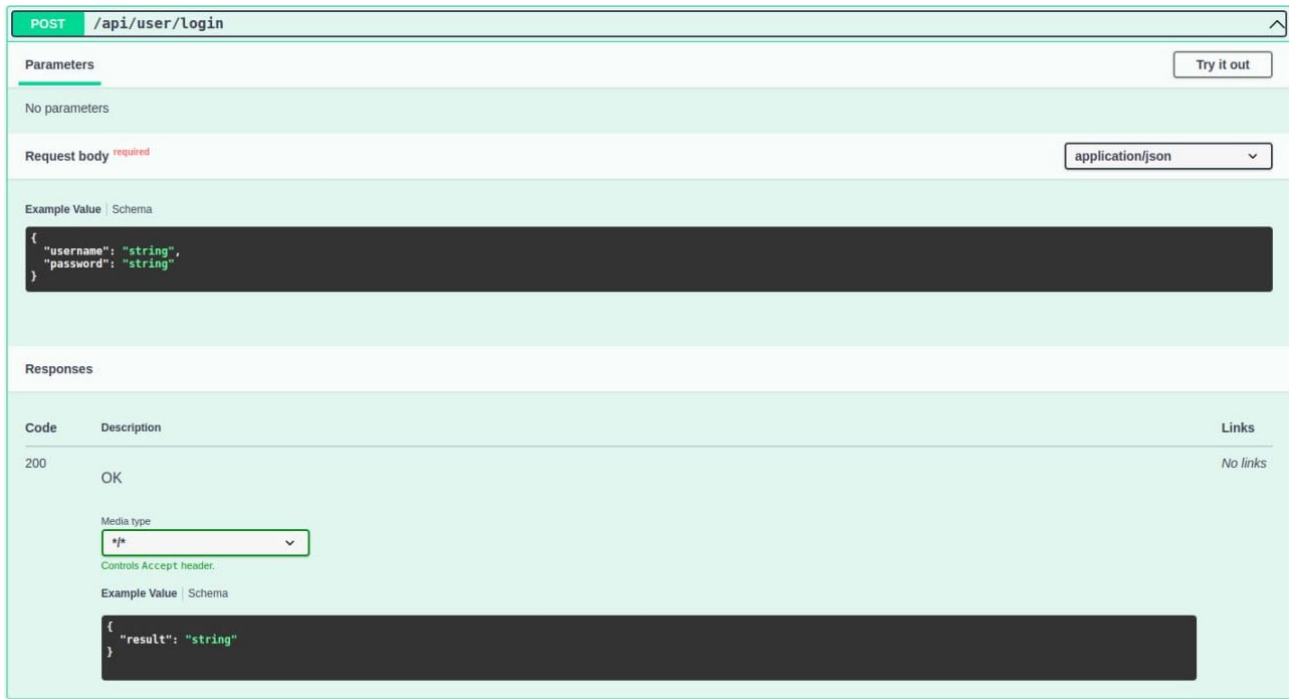 POST /api/user/login
Parameters Try it out
No parameters
Request body required application/json
Example Value Schema
{
"username": "string",
"password": "string"
}
Responses
Code Description Links
200 OK No links
Media type
*/*
Controls Accept header.
Example Value Schema
{
"result": "string"
}